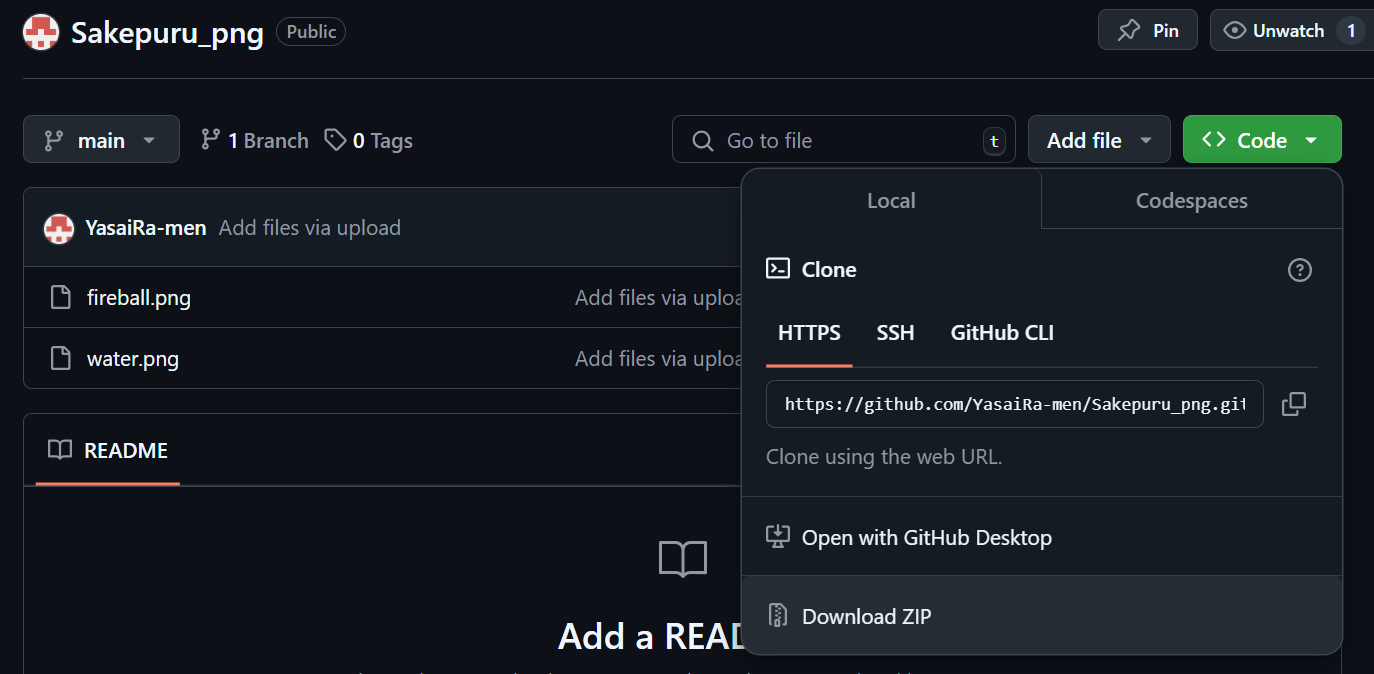 Sakepuru_png Public Pin Unwatch 1
main 1 Branch 0 Tags Go to file t Add file Code
Local Codespaces
YasaiRa-men Add files via upload
Clone
fireball.png Add files via uploa
HTTPS SSH GitHub CLI
water.png Add files via uploa
https://github.com/YasaiRa-men/Sakepuru_png.git
Clone using the web URL.
README
Open with GitHub Desktop
Download ZIP
Add a READ